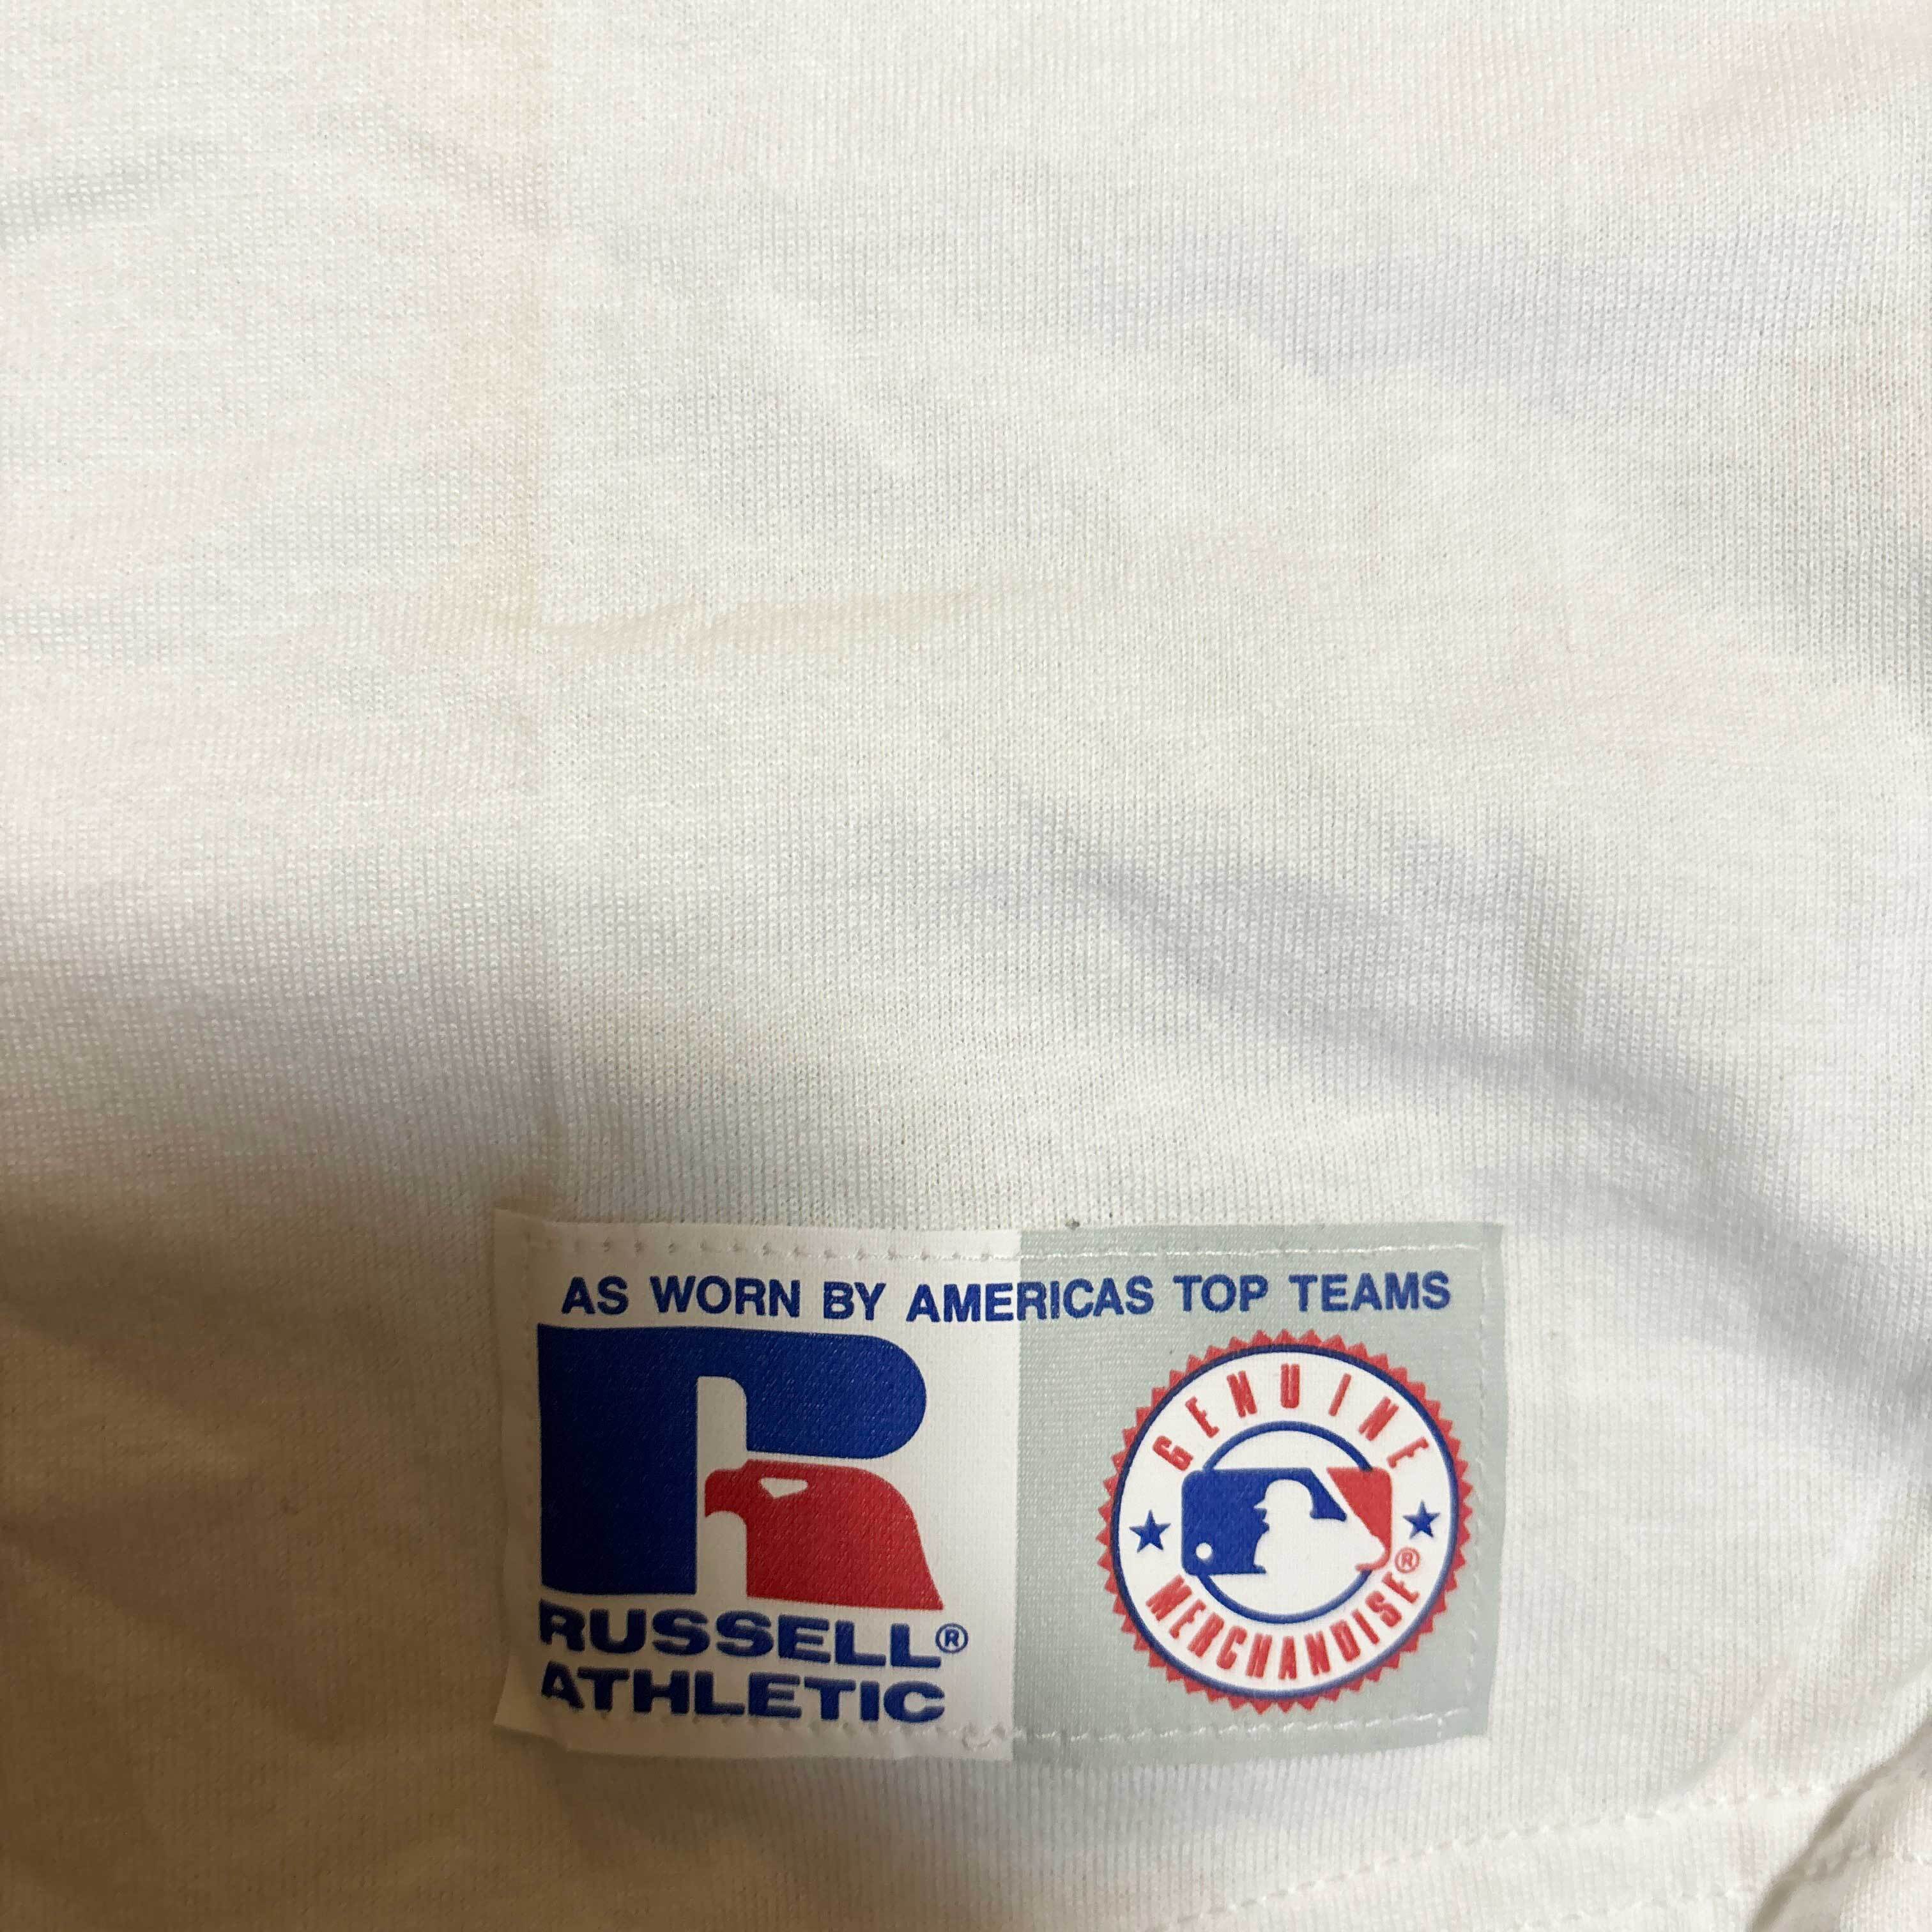 AS WORN BY AMERICAS TOP TEAMS
RUSSELL®
ATHLETIC
GENUINE
MERCHANDISE®